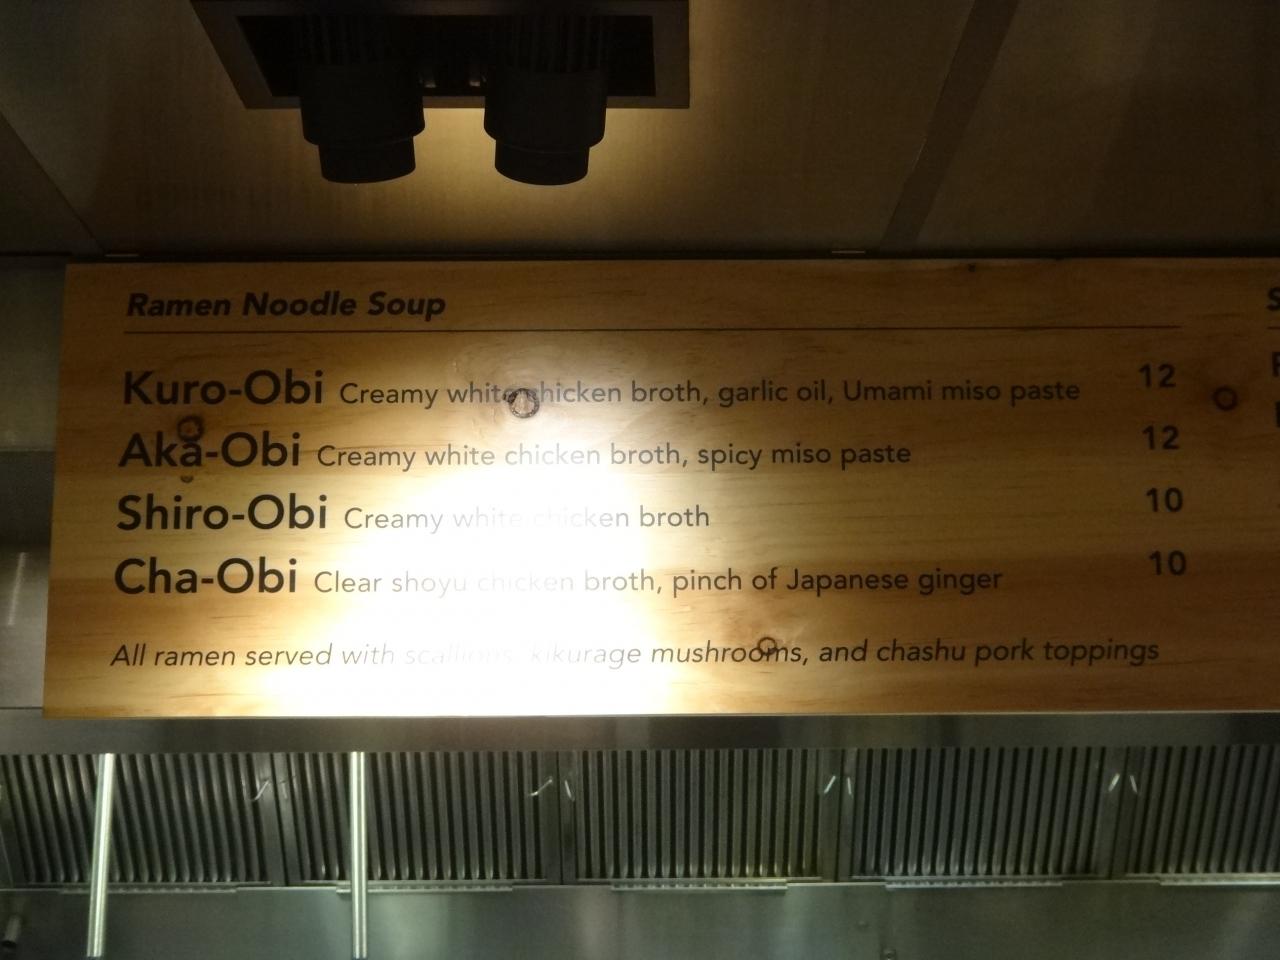 Ramen Noodle Soup
Kuro-Obi Creamy white chicken broth, garlic oil, Umami miso paste 12
Aka-Obi Creamy white chicken broth, spicy miso paste 12
Shiro-Obi Creamy white chicken broth 10
Cha-Obi Clear shoyu chicken broth, pinch of Japanese ginger 10
All ramen served with scallions, kikurage mushrooms, and chashu pork toppings